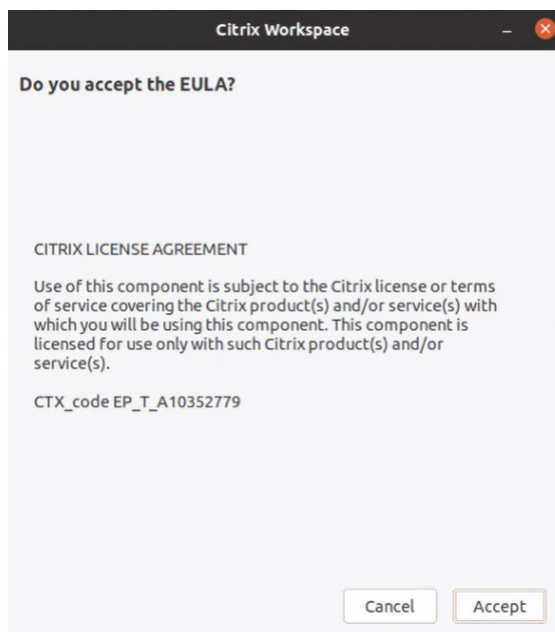 Citrix Workspace
Do you accept the EULA?
CITRIX LICENSE AGREEMENT
Use of this component is subject to the Citrix license or terms
of service covering the Citrix product(s) and/or service(s) with
which you will be using this component. This component is
licensed for use only with such Citrix product(s) and/or
service(s).
CTX_code EP_T_A10352779
Cancel Accept